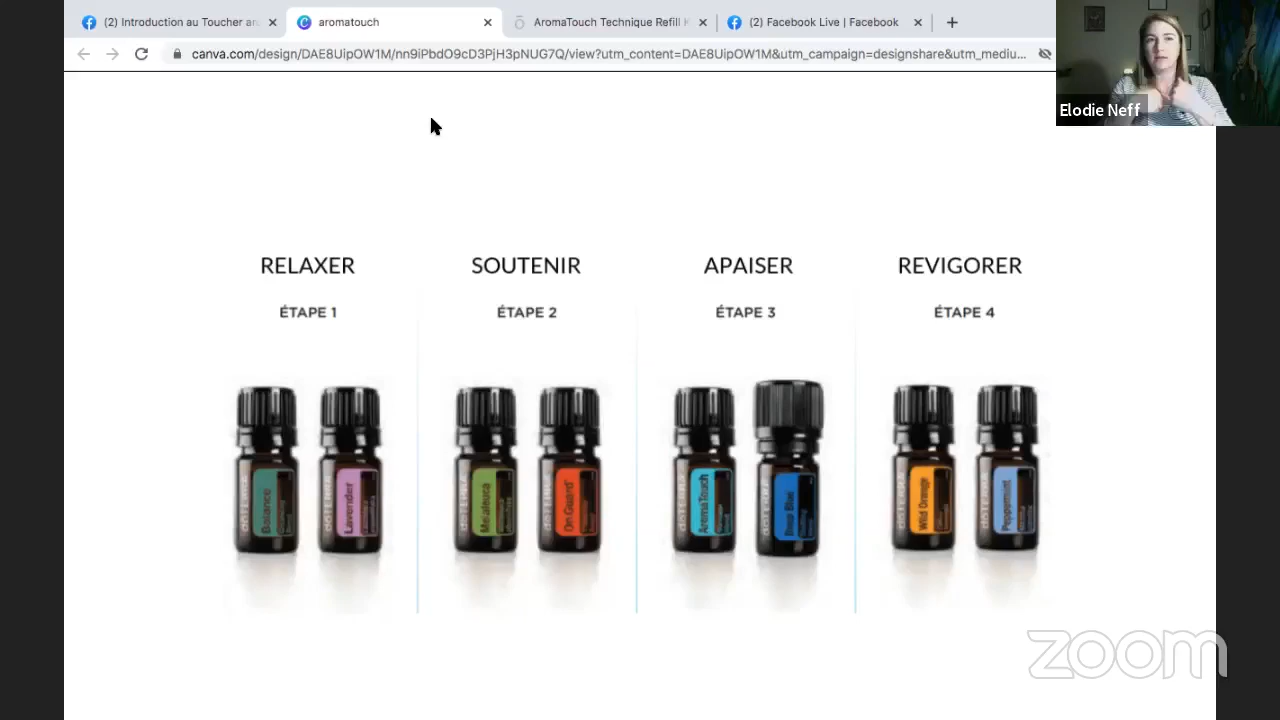 (2) Introduction au Toucher ar
aromatouch
AromaTouch Technique Refill K
(2) Facebook Live | Facebook
canva.com/design/DAE8UipOW1M/nn9iPbdO9cD3PjH3pNUG7Q/view?utm_content=DAE8UipOW1M&utm_campaign=designshare&utm_mediu...
Elodie Neff
RELAXER
SOUTENIR
APAISER
REVIGORER
ÉTAPE 1
ÉTAPE 2
ÉTAPE 3
ÉTAPE 4
Balance
Lavender
Melaleuca
On Guard
AromaTouch
Deep Blue
Wild Orange
Peppermint
zoom